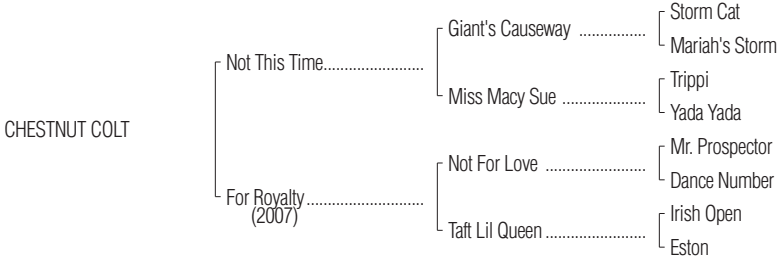 Storm Cat
Giant's Causeway ................
Mariah's Storm
Not This Time........................
Trippi
Miss Macy Sue ....................
Yada Yada
CHESTNUT COLT
Mr. Prospector
Not For Love ........................
Dance Number
For Royalty............................
(2007)
Irish Open
Taft Lil Queen ........................
Eston